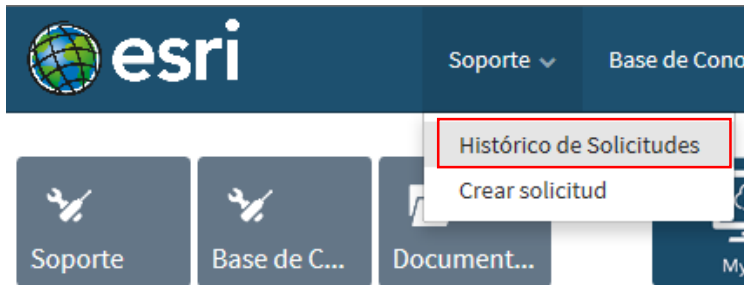 esri
Soporte
Base de Cono
Histórico de Solicitudes
Crear solicitud
Soporte
Base de C...
Document...
My